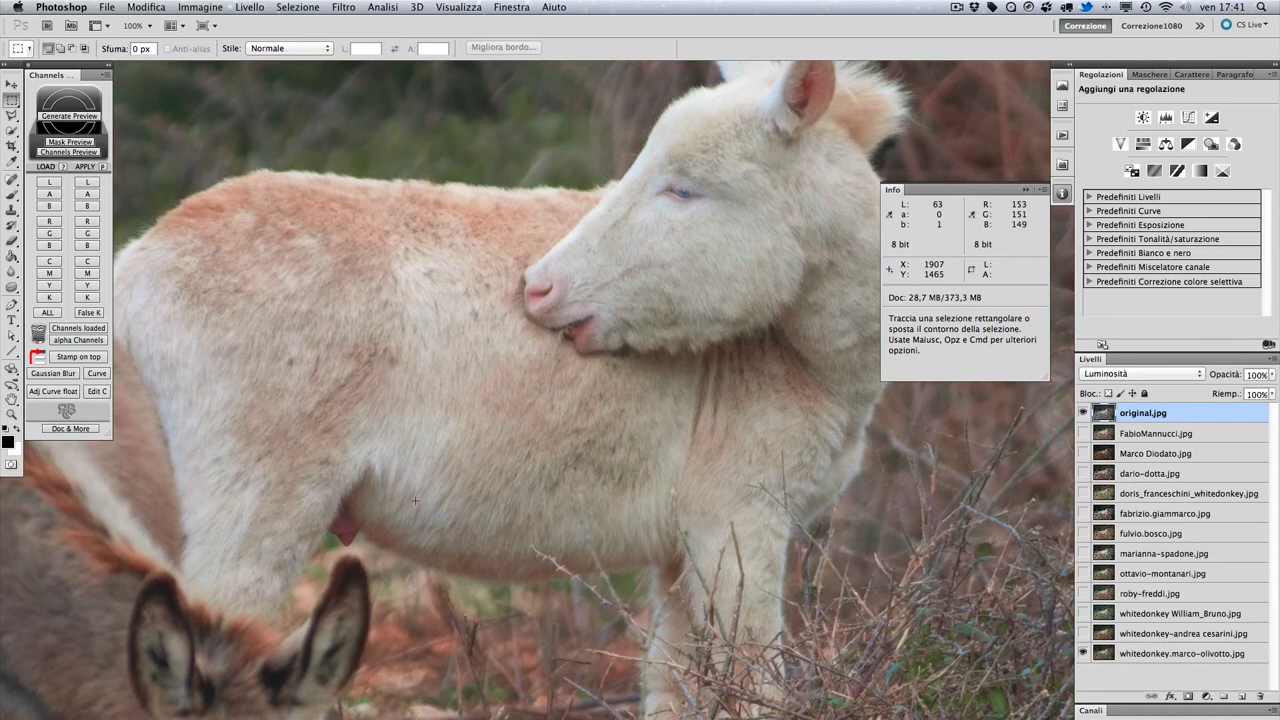 Photoshop File Modifica Immagine Livello Selezione Filtro Analisi 3D Visualizza Finestra Aiuto ven 17:41
Ps Br Mb 100% Correzione Correzione1080 CS Live
Sfuma: 0 px Anti-alias Stile: Normale L: A: Migliora bordo...
Channels ...
Generate Preview
Mask Preview
Channels Preview
LOAD ? APPLY P
L L
A A
B B
R R
G G
B B
C C
M M
Y Y
K K
ALL False K
Channels loaded
alpha Channels
Stamp on top
Gaussian Blur Curve
Adj Curve float Edit C
Doc & More
Info
L: 63 R: 153
a: 0 G: 151
b: 1 B: 149
8 bit 8 bit
X: 1907 L:
Y: 1465 A:
Doc: 28,7 MB/373,3 MB
Traccia una selezione rettangolare o
sposta il contorno della selezione.
Usate Maiusc, Opz e Cmd per ulteriori
opzioni.
Regolazioni Maschere Carattere Paragrafo
Aggiungi una regolazione
Predefiniti Livelli
Predefiniti Curve
Predefiniti Esposizione
Predefiniti Tonalità/saturazione
Predefiniti Bianco e nero
Predefiniti Miscelatore canale
Predefiniti Correzione colore selettiva
Livelli
Luminosità Opacità: 100%
Bloc.: Riemp.: 100%
original.jpg
FabioMannucci.jpg
Marco Diodato.jpg
dario-dotta.jpg
doris_franceschini_whitedonkey.jpg
fabrizio.giammarco.jpg
fulvio.bosco.jpg
marianna-spadone.jpg
ottavio-montanari.jpg
roby-freddi.jpg
whitedonkey William_Bruno.jpg
whitedonkey-andrea cesarini.jpg
whitedonkey.marco-olivotto.jpg
fx
Canali